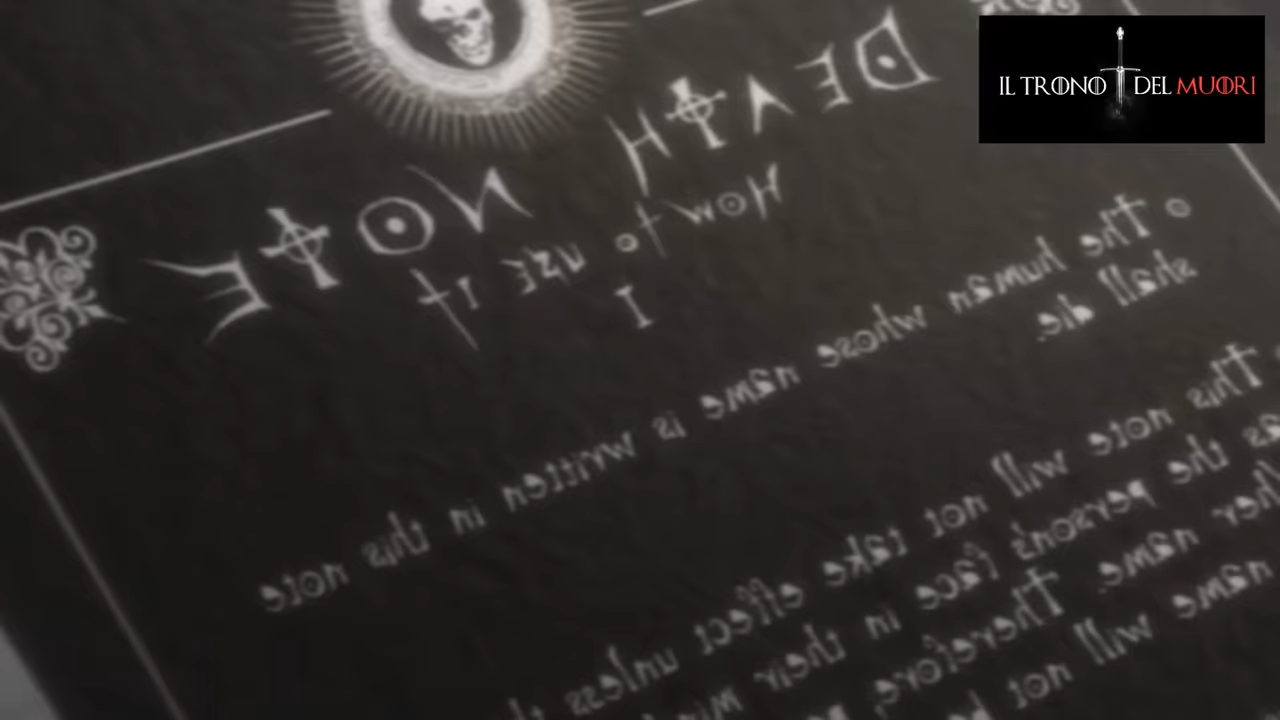 IL TRONO DEL MUORI
DEATH NOTE
How to use it
I
The human whose name is written in this note
shall die.
This note will not take effect unless
as the person's face in their
her name. Therefore,
name will not